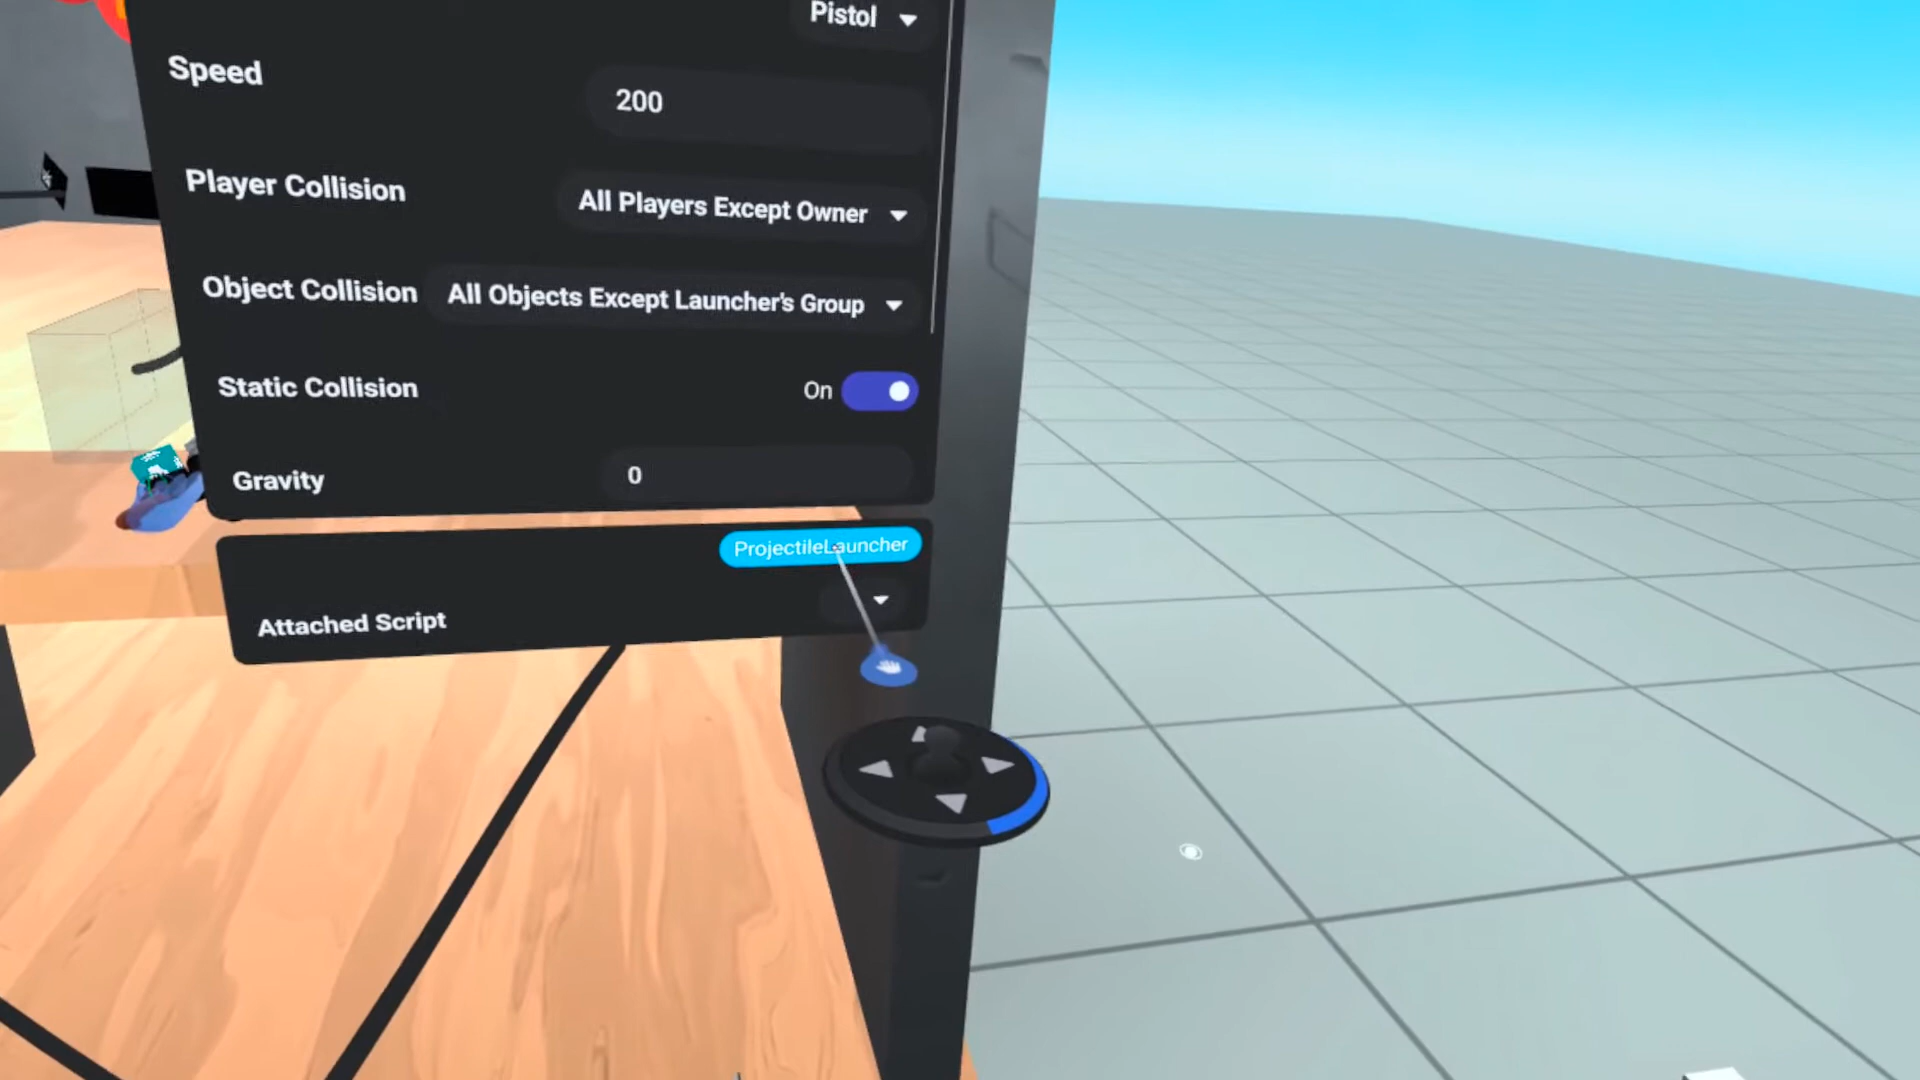 Pistol
Speed
200
Player Collision
All Players Except Owner
Object Collision
All Objects Except Launcher's Group
Static Collision
On
Gravity
0
ProjectileLauncher
Attached Script